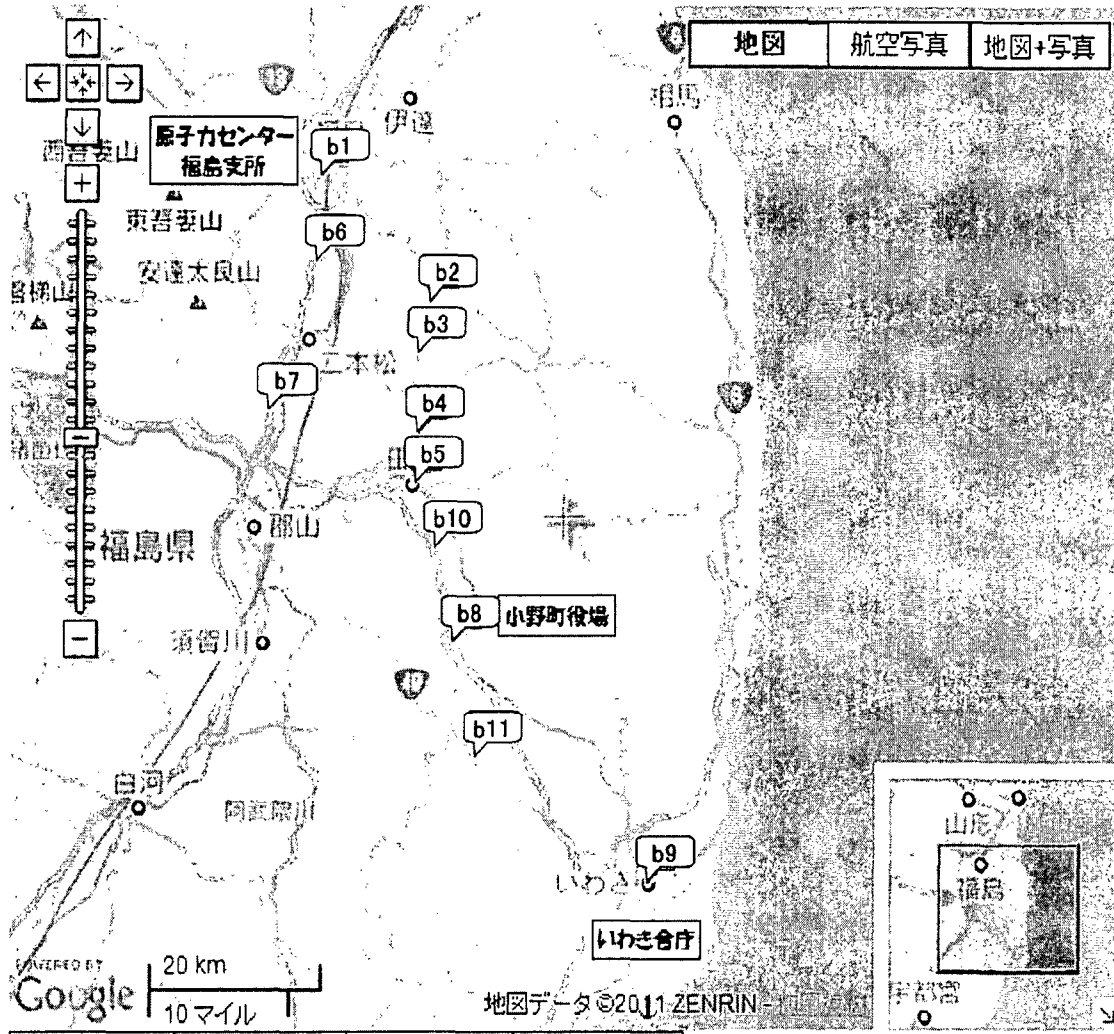 地図 航空写真 地図+写真
伊達
相馬
原子力センター
福島支所
b1
西吾妻山
東吾妻山
b6
安達太良山
b2
磐梯山
b3
二本松
b7
b4
b5
b10
郡山
福島県
b8
小野町役場
須賀川
b11
白河
阿武隈川
山形
福島
b9
いわき
いわき合庁
宇都宮
POWERED BY
Google
20 km
10 マイル
地図データ ©2011 ZENRIN -